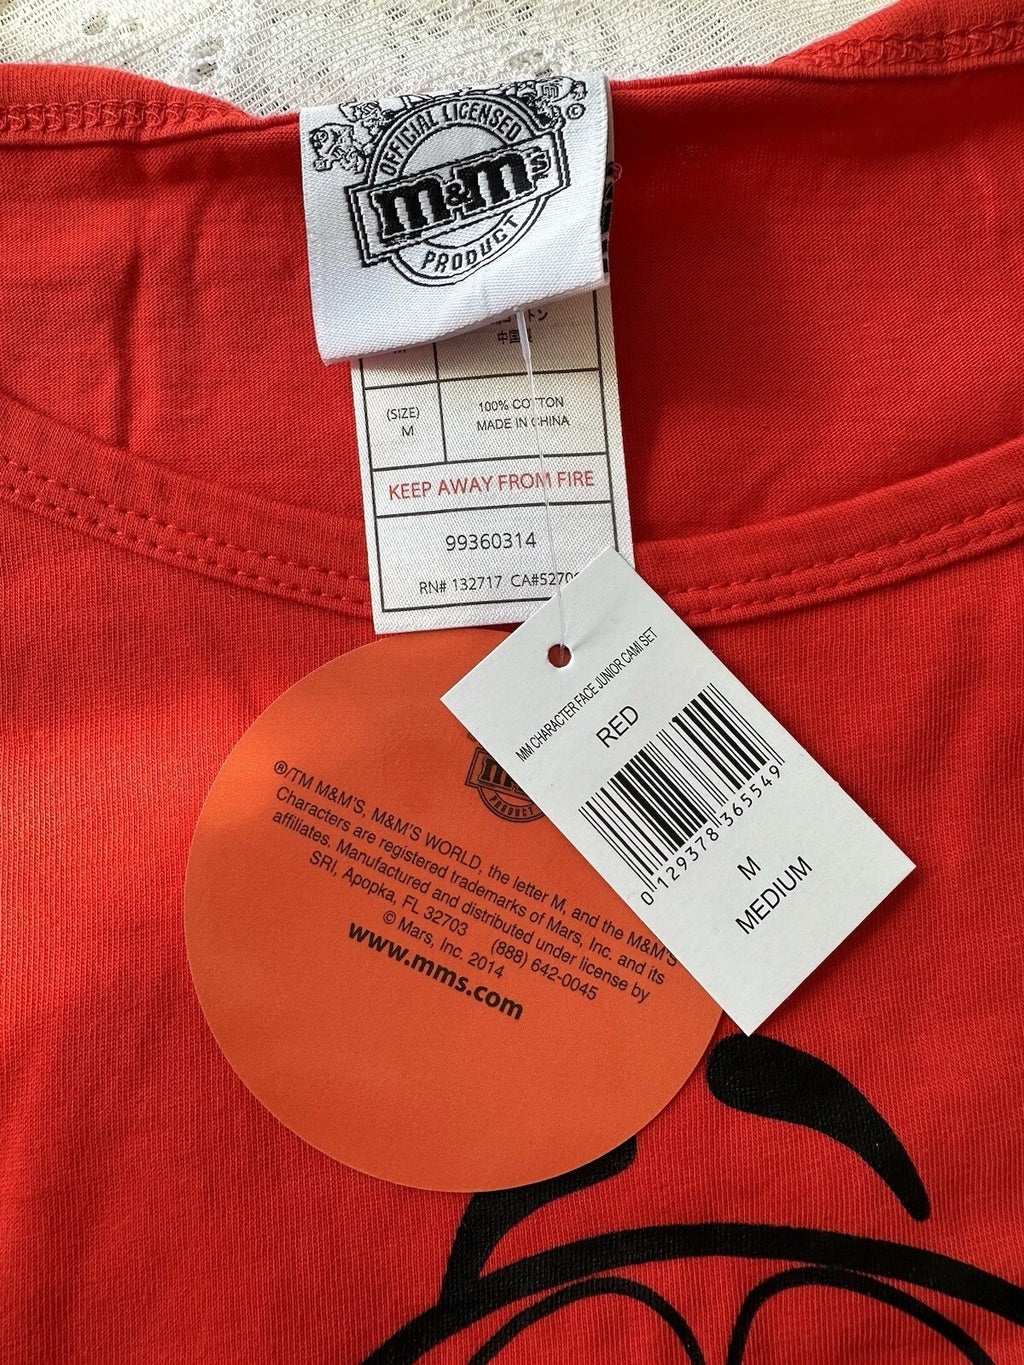 OFFICIAL LICENSED
m&m's
PRODUCT
©
中国
(SIZE)
M
100% COTTON
MADE IN CHINA
KEEP AWAY FROM FIRE
99360314
RN# 132717 CA#5270
MM CHARACTER FACE JUNIOR CAMI SET
RED
0 129378 365549
M
MEDIUM
PRODUCT
®/TM M&M'S, M&M'S WORLD, the letter M, and the M&M'S
Characters are registered trademarks of Mars, Inc. and its
affiliates. Manufactured and distributed under license by
SRI, Apopka, FL 32703 (888) 642-0045
© Mars, Inc. 2014
www.mms.com